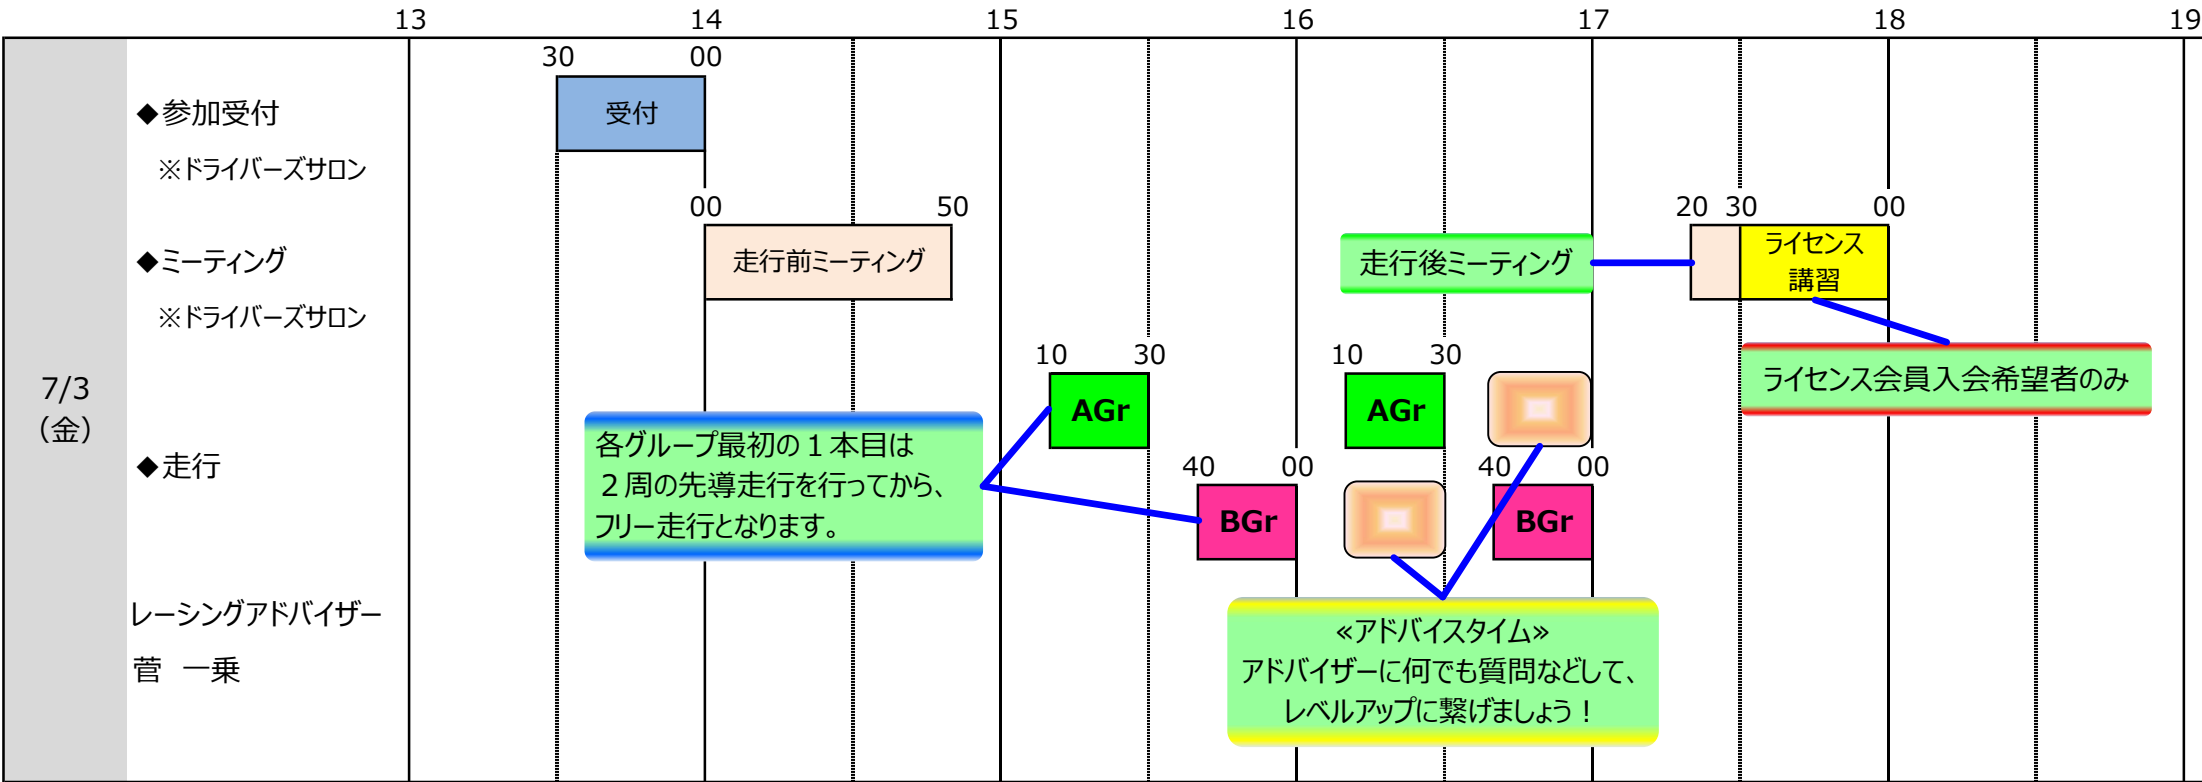 13 14 15 16 17 18 19
30 00
◆参加受付 受付
※ドライバーズサロン
00 50 20 30 00
◆ミーティング 走行前ミーティング 走行後ミーティング ライセンス
講習
※ドライバーズサロン
10 30 10 30
7/3
(金)
AGr AGr ライセンス会員入会希望者のみ
各グループ最初の1本目は
2周の先導走行を行ってから、
フリー走行となります。
◆走行 40 00 40 00
BGr BGr
レーシングアドバイザー
菅 一乗
≪アドバイスタイム≫
アドバイザーに何でも質問などして、
レベルアップに繋げましょう!